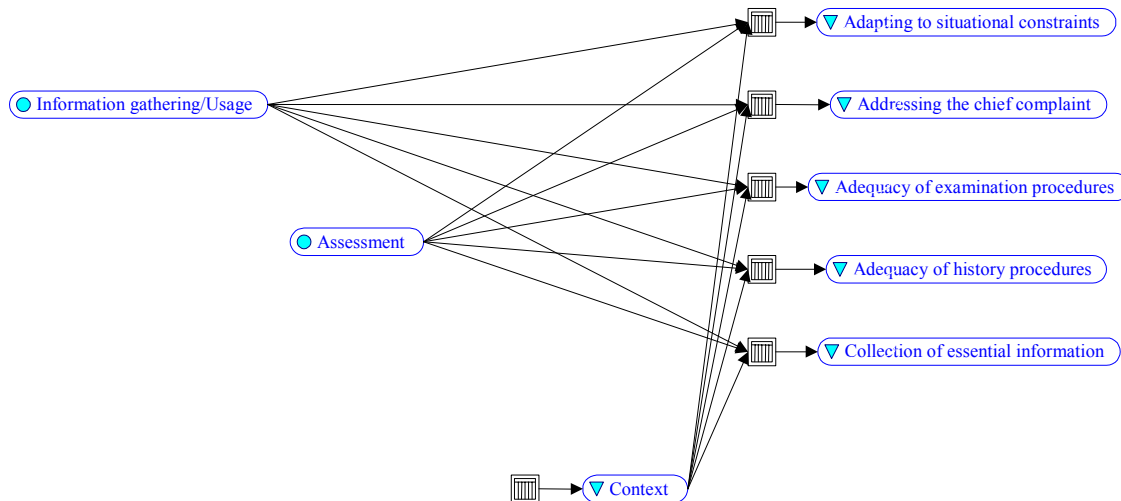 Adapting to situational constraints
Information gathering/Usage
Addressing the chief complaint
Adequacy of examination procedures
Assessment
Adequacy of history procedures
Collection of essential information
Context